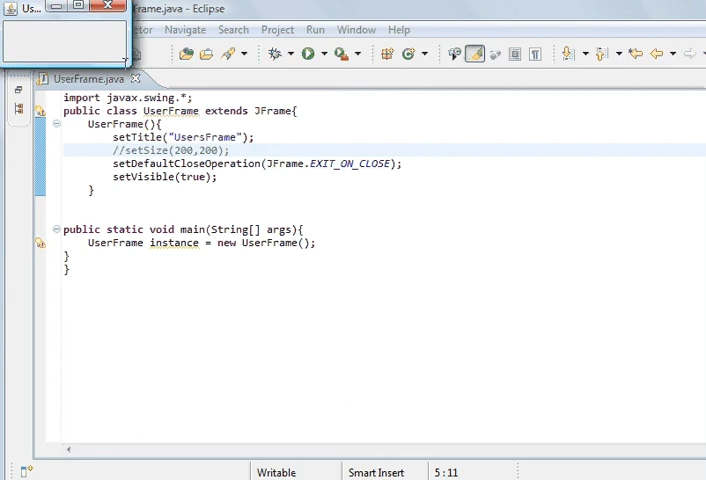 Us...
Frame.java - Eclipse
ctor Navigate Search Project Run Window Help
UserFrame.java
import javax.swing.*;
public class UserFrame extends JFrame{
UserFrame(){
setTitle("UsersFrame");
//setSize(200,200);
setDefaultCloseOperation(JFrame.EXIT_ON_CLOSE);
setVisible(true);
}
public static void main(String[] args){
UserFrame instance = new UserFrame();
}
}
Writable
Smart Insert
5 : 11